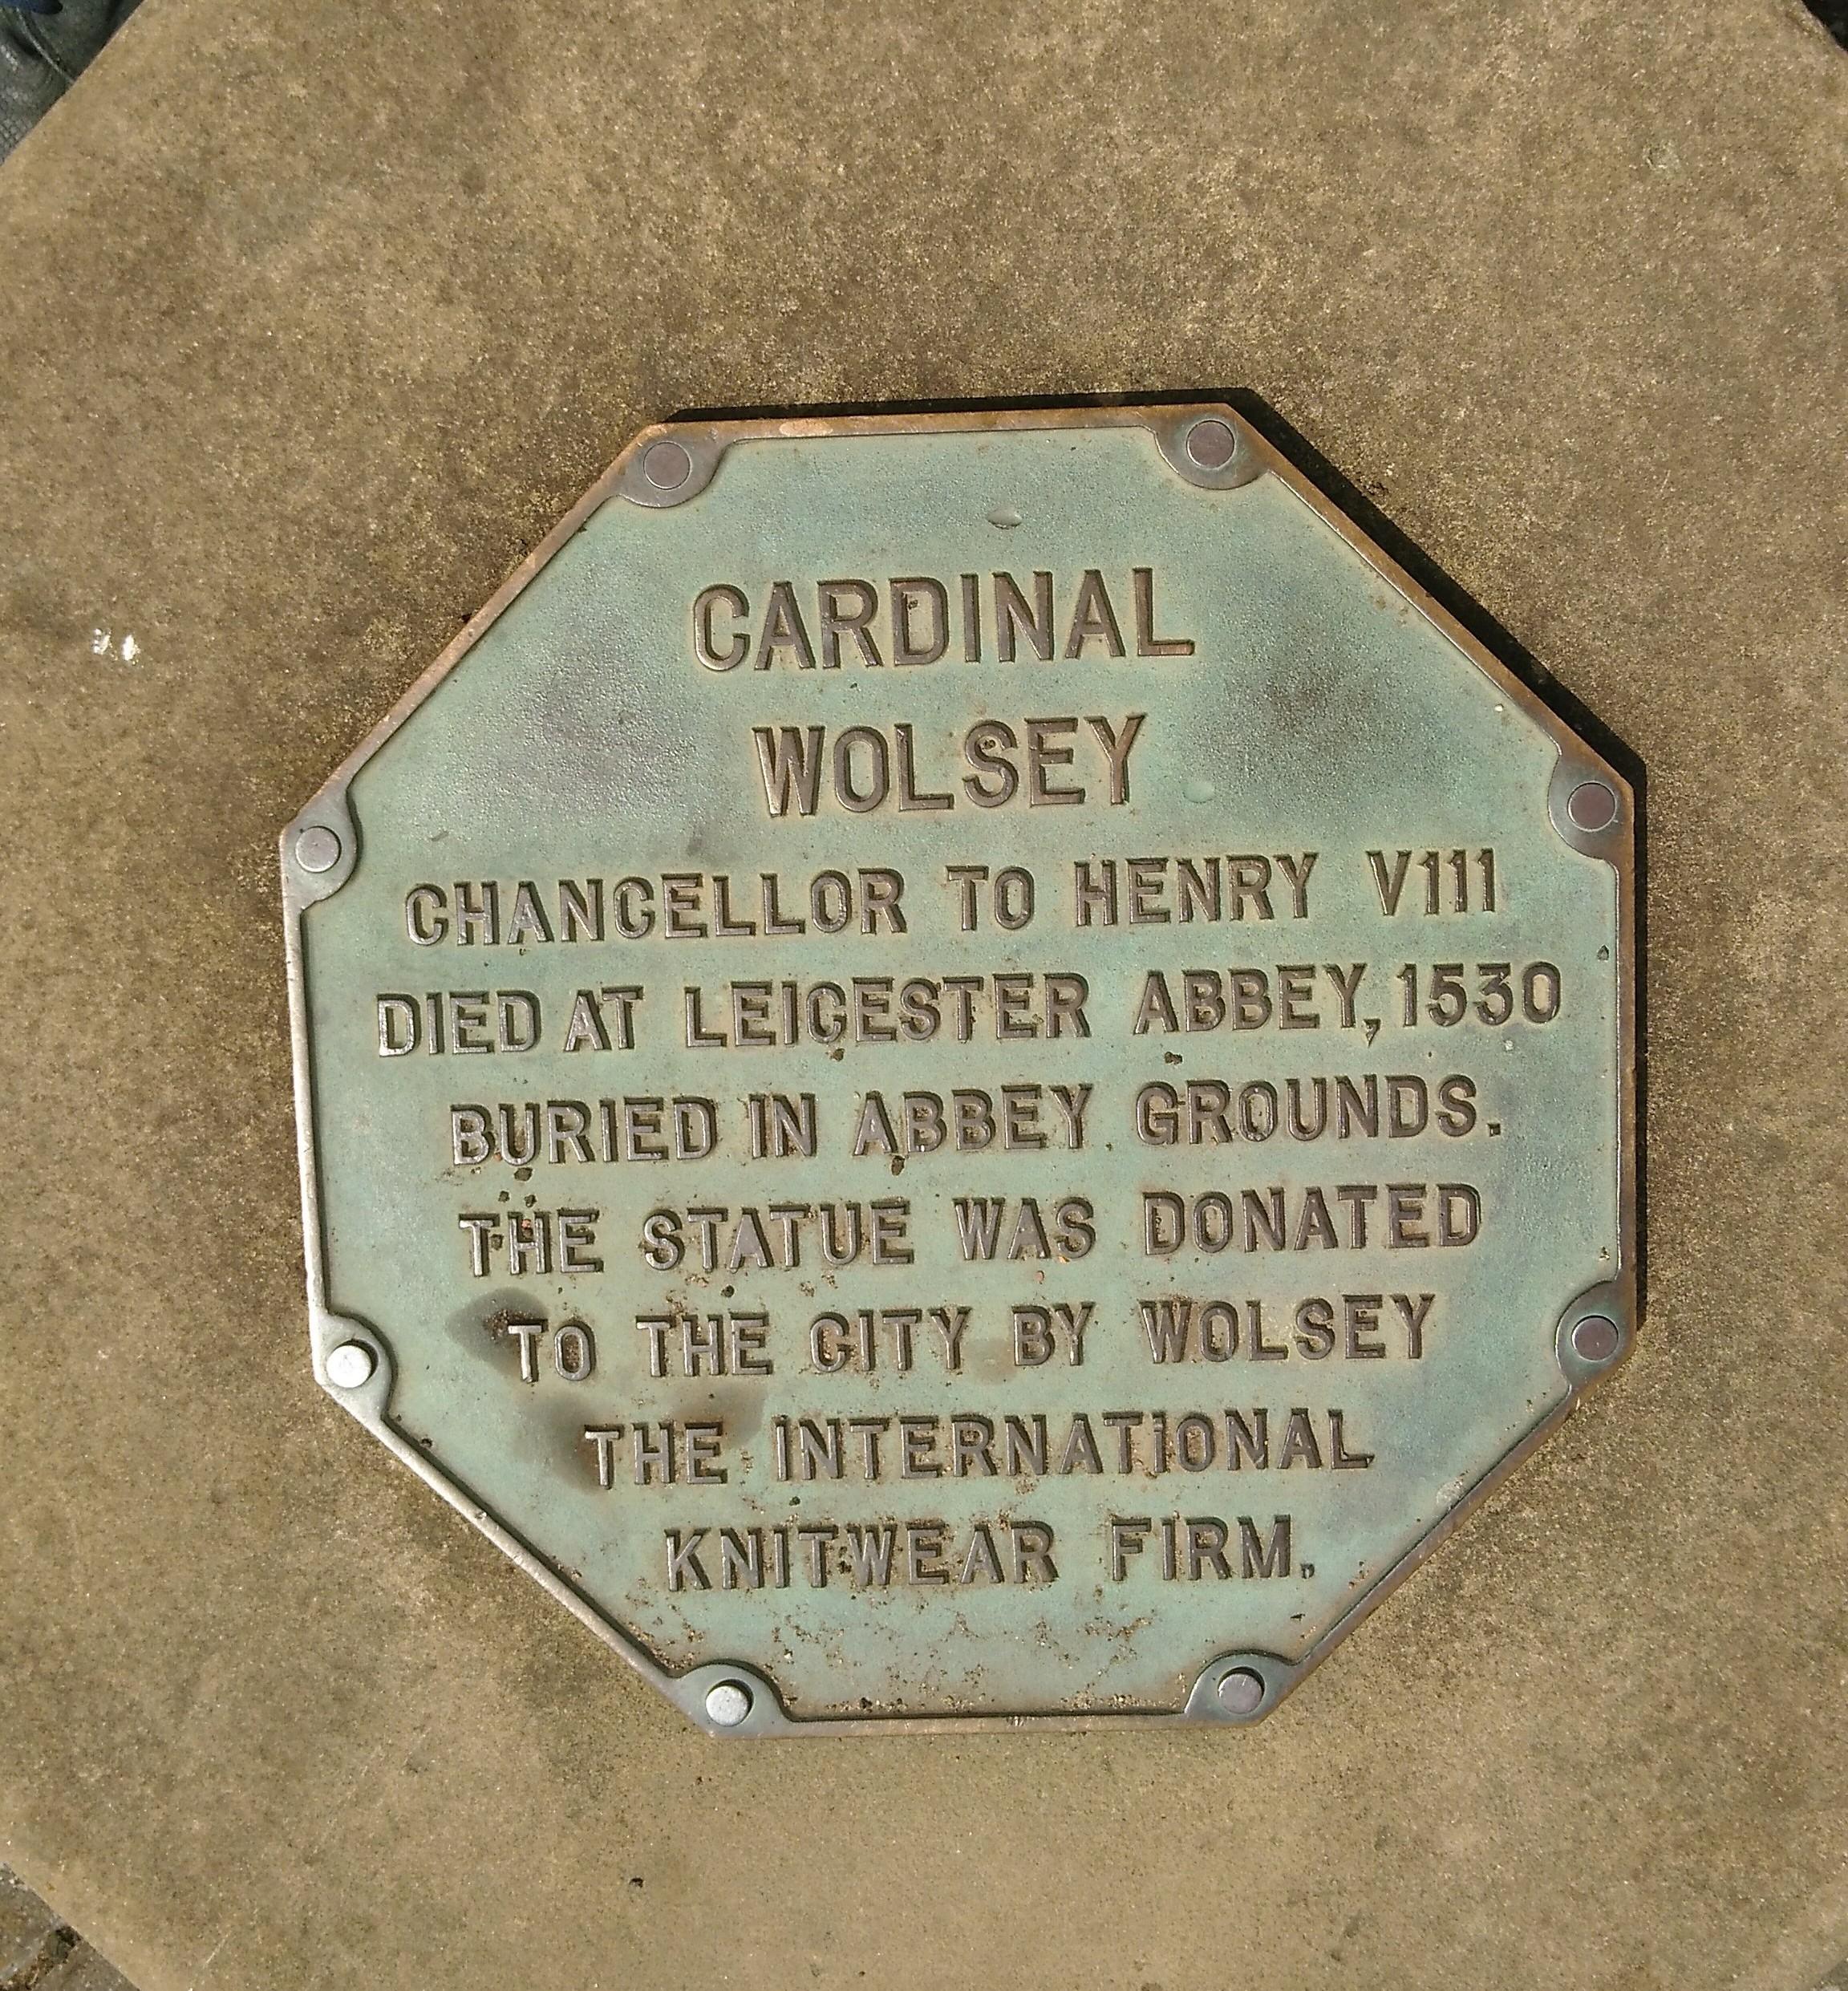 CARDINAL
WOLSEY
CHANCELLOR TO HENRY V111
DIED AT LEICESTER ABBEY, 1530
BURIED IN ABBEY GROUNDS.
THE STATUE WAS DONATED
TO THE CITY BY WOLSEY
THE INTERNATiONAL
KNITWEAR FIRM.